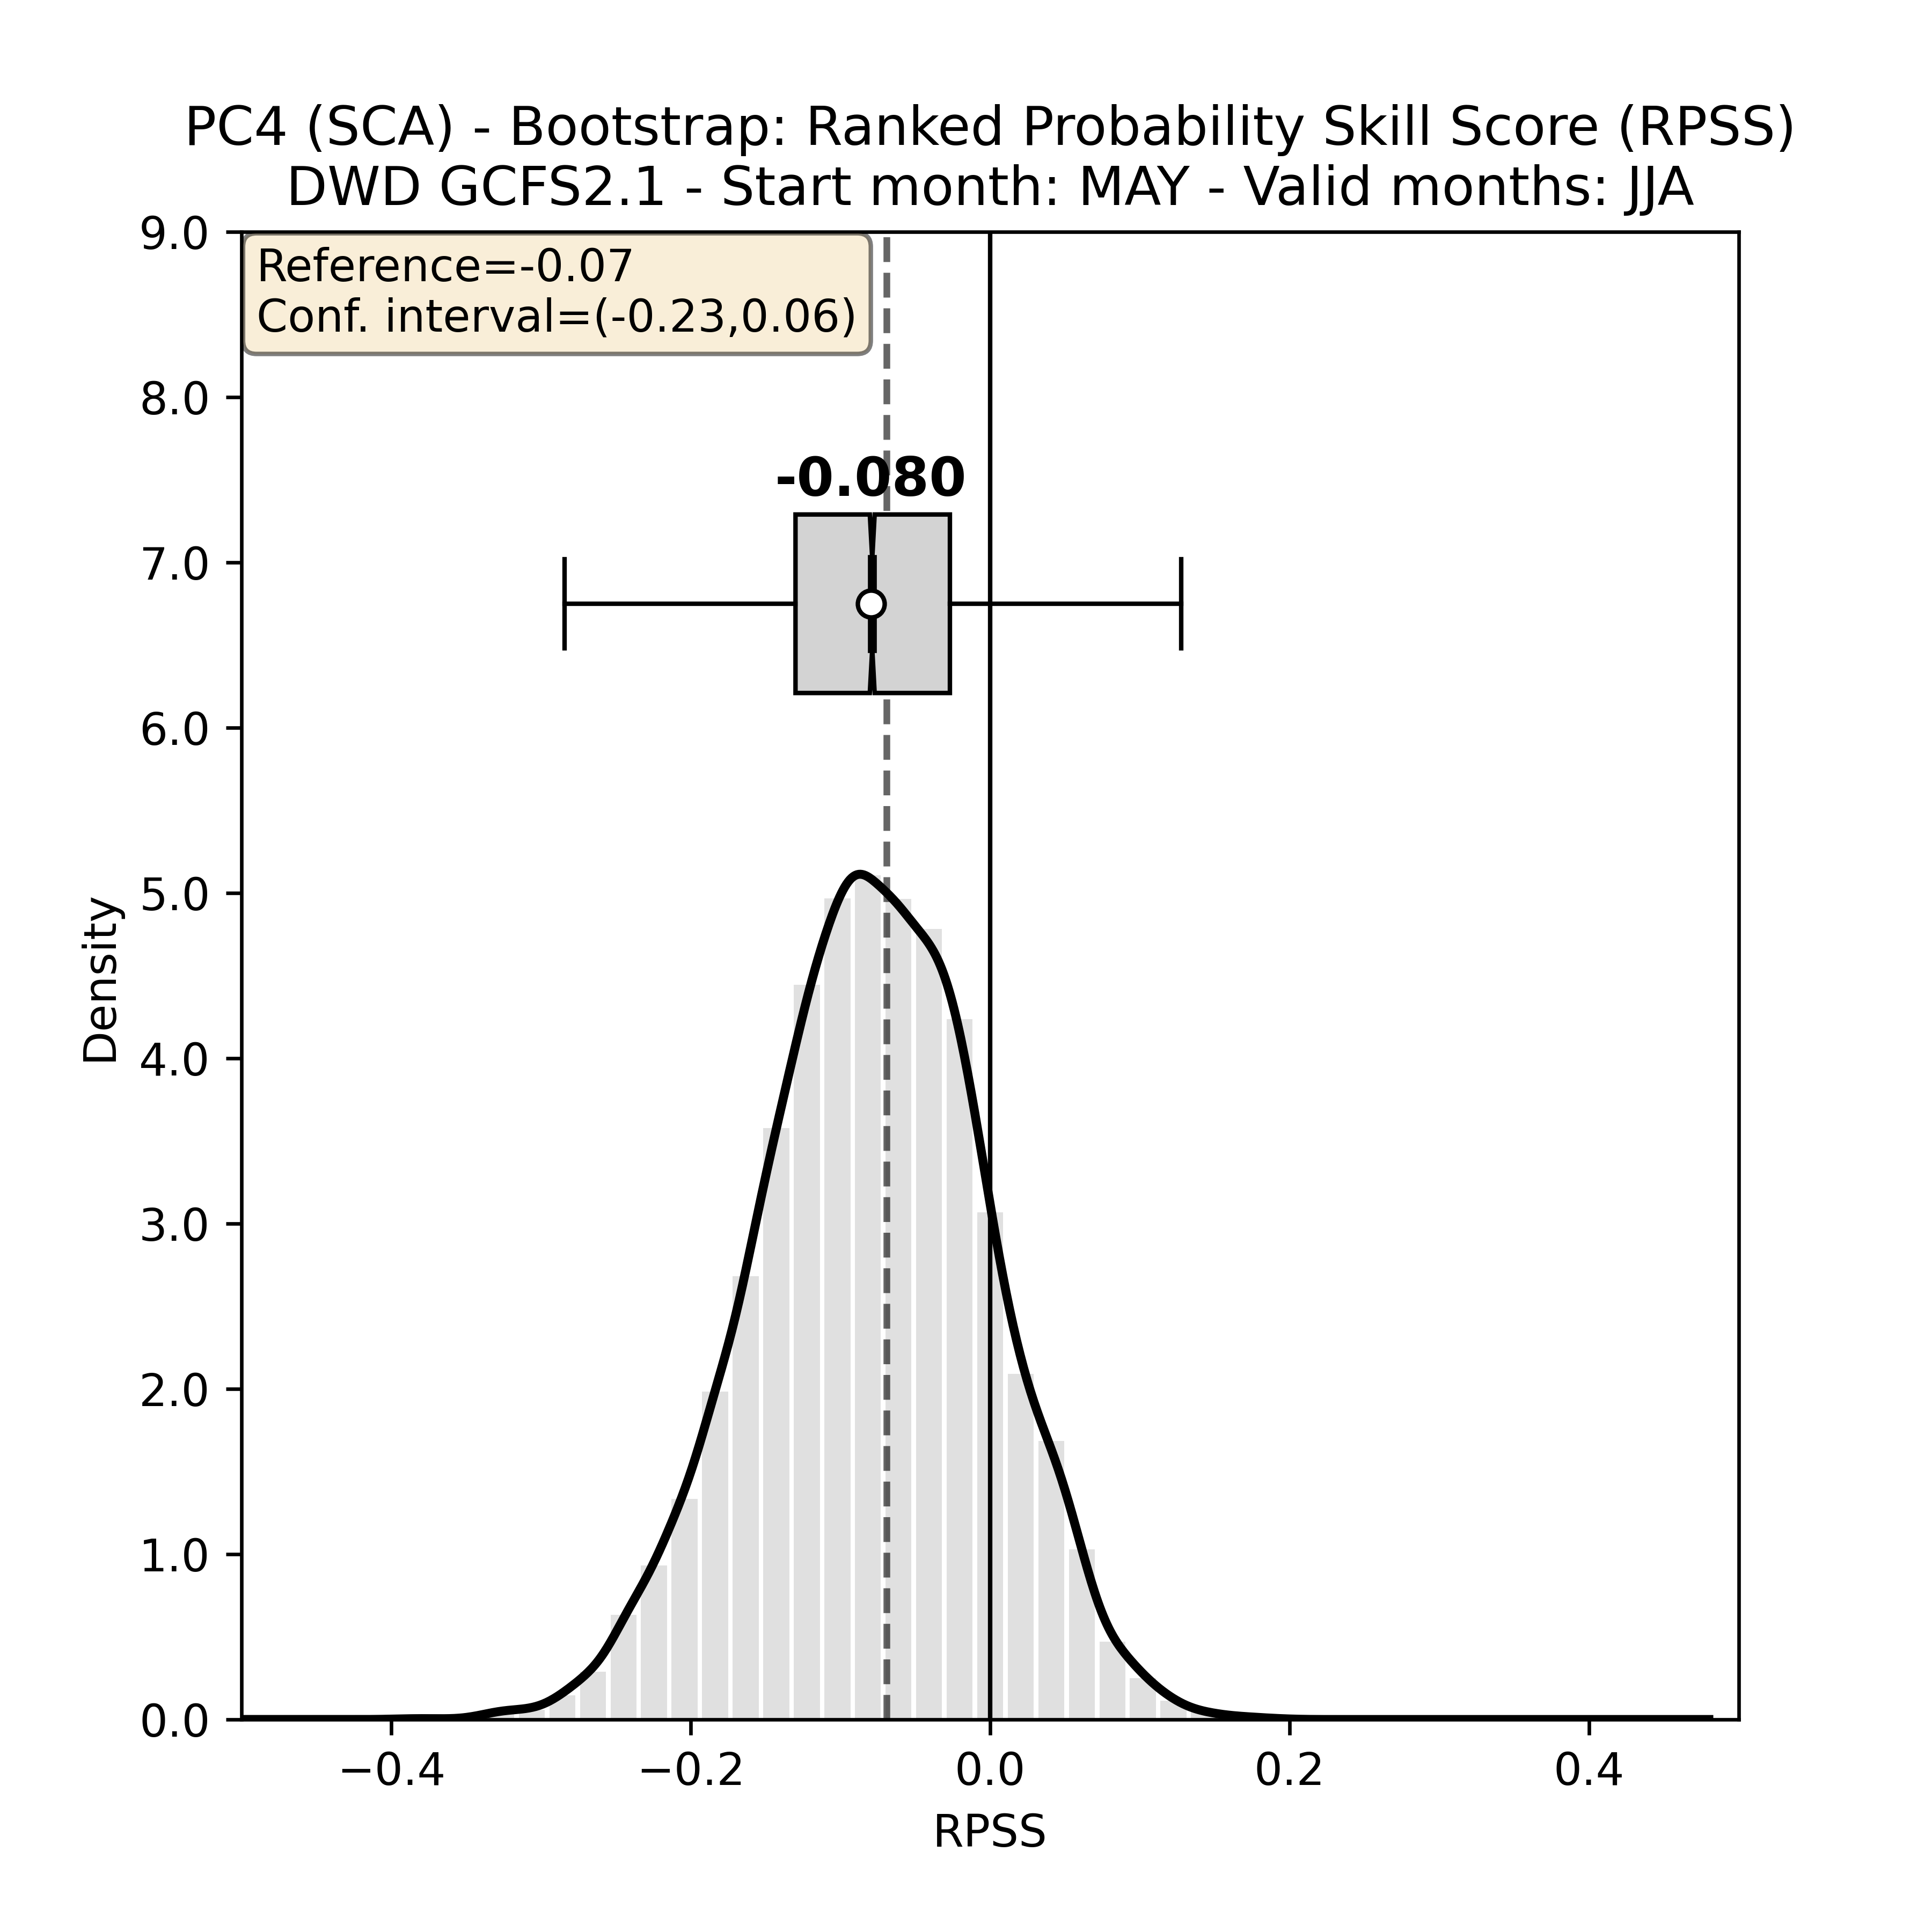 PC4 (SCA) - Bootstrap: Ranked Probability Skill Score (RPSS)
DWD GCFS2.1 - Start month: MAY - Valid months: JJA
Reference=-0.07
Conf. interval=(-0.23,0.06)
-0.080
9.0
8.0
7.0
6.0
5.0
4.0
3.0
2.0
1.0
0.0
Density
−0.4 −0.2 0.0 0.2 0.4
RPSS